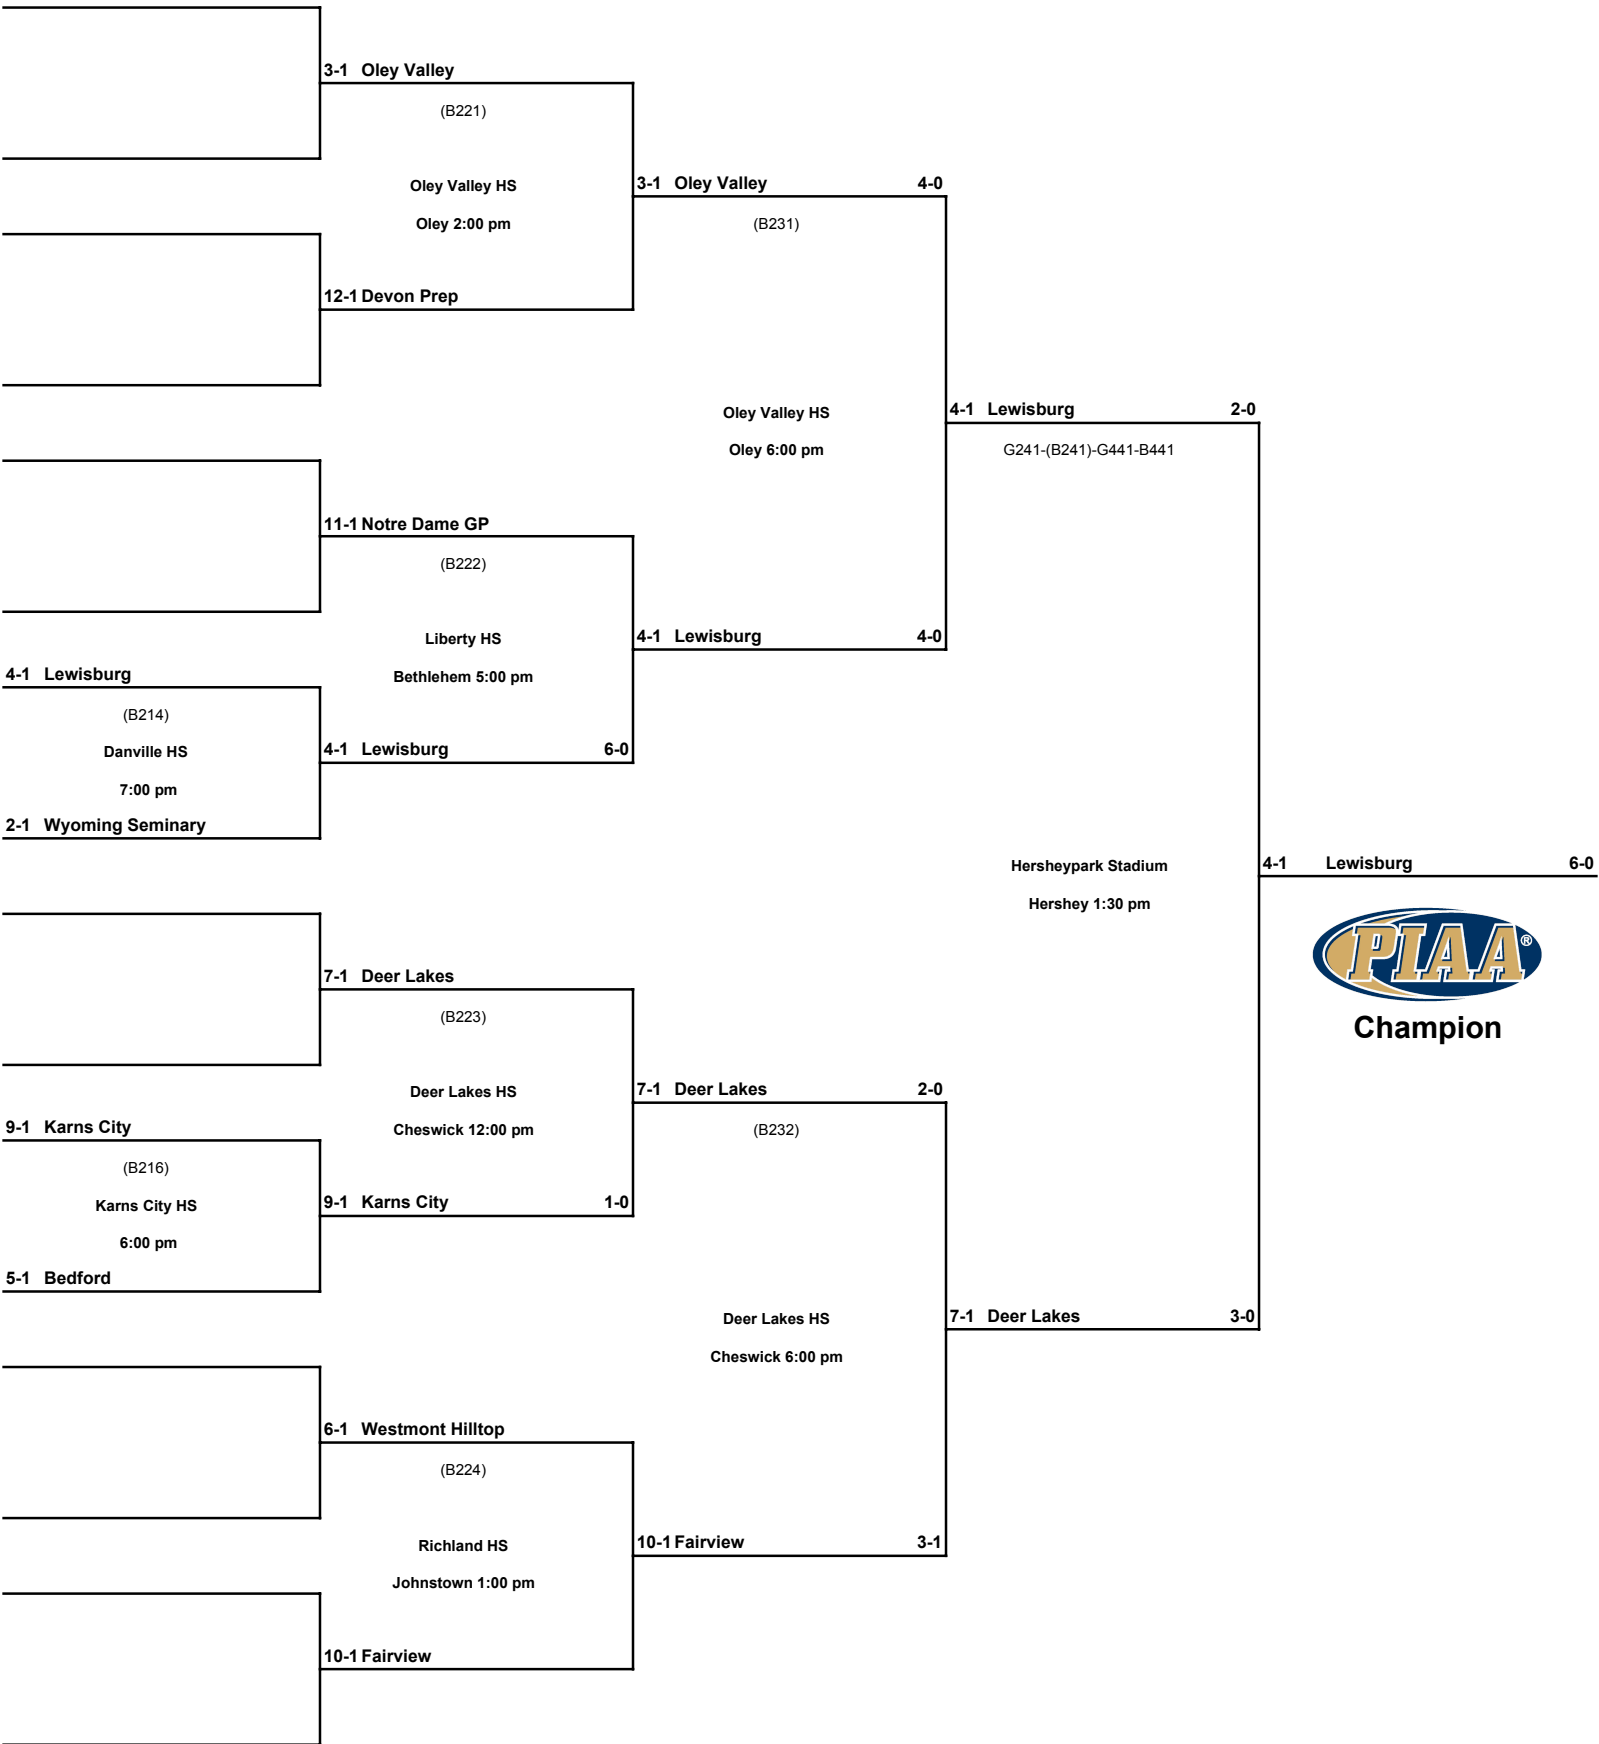 3-1 Oley Valley
(B221)
Oley Valley HS
3-1 Oley Valley 4-0
Oley 2:00 pm
(B231)
12-1 Devon Prep
Oley Valley HS
4-1 Lewisburg 2-0
Oley 6:00 pm
G241-(B241)-G441-B441
11-1 Notre Dame GP
(B222)
Liberty HS
4-1 Lewisburg 4-0
4-1 Lewisburg
Bethlehem 5:00 pm
(B214)
Danville HS
4-1 Lewisburg 6-0
7:00 pm
2-1 Wyoming Seminary
Hersheypark Stadium
4-1 Lewisburg 6-0
Hershey 1:30 pm
PIAA®
7-1 Deer Lakes
(B223)
Champion
Deer Lakes HS
7-1 Deer Lakes 2-0
9-1 Karns City
Cheswick 12:00 pm
(B232)
(B216)
Karns City HS
9-1 Karns City 1-0
6:00 pm
5-1 Bedford
Deer Lakes HS
7-1 Deer Lakes 3-0
Cheswick 6:00 pm
6-1 Westmont Hilltop
(B224)
Richland HS
10-1 Fairview 3-1
Johnstown 1:00 pm
10-1 Fairview